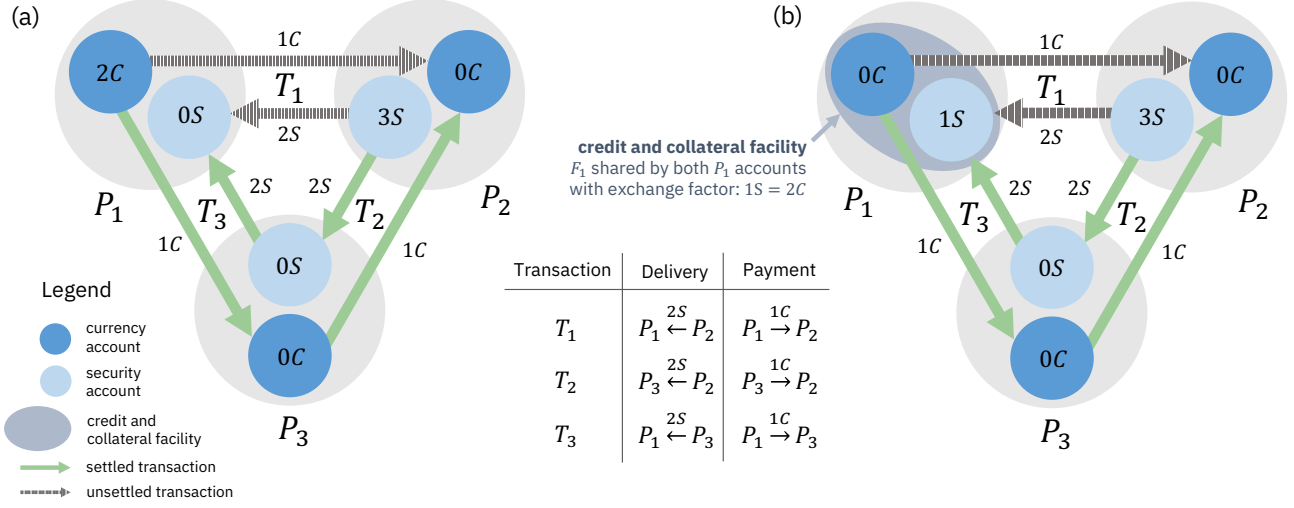 (a)
1C
2C
0C
T₁
0S
3S
2S
P₁
P₂
2S
2S
T₃
T₂
1C
1C
0S
0C
P₃
Legend
currency
account
security
account
credit and
collateral facility
settled transaction
unsettled transaction
credit and collateral facility
F₁ shared by both P₁ accounts
with exchange factor: 1S = 2C
Transaction Delivery Payment
T₁ P₁ ←2S P₂ P₁ →1C P₂
T₂ P₃ ←2S P₂ P₃ →1C P₂
T₃ P₁ ←2S P₃ P₁ →1C P₃
(b)
1C
0C
0C
T₁
1S
3S
2S
P₁
P₂
2S
2S
T₃
T₂
1C
1C
0S
0C
P₃